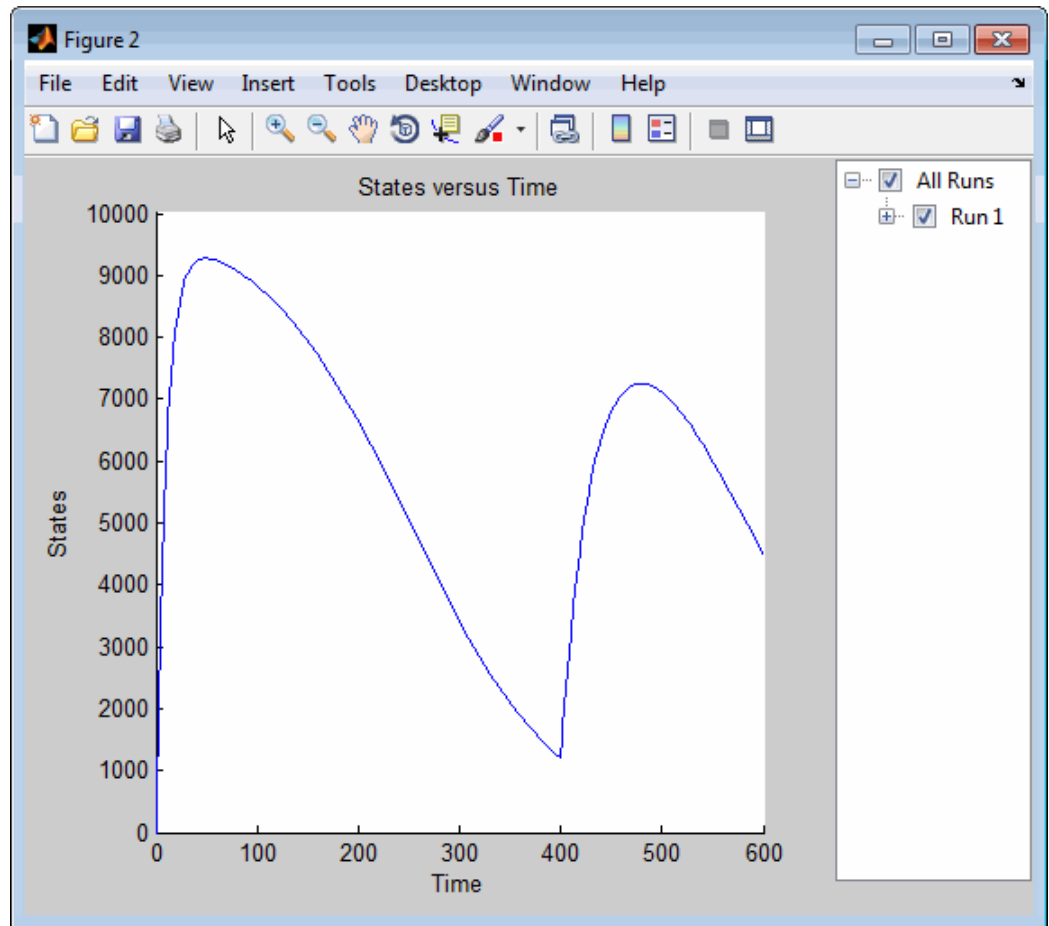 Figure 2
File Edit View Insert Tools Desktop Window Help
States versus Time
All Runs
Run 1
10000
9000
8000
7000
6000
5000
4000
3000
2000
1000
0
States
0 100 200 300 400 500 600
Time